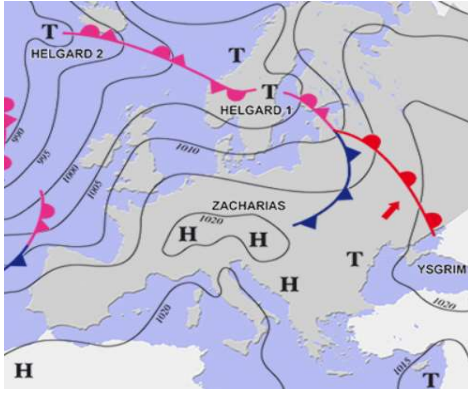 T
HELGARD 2
T
T
HELGARD 1
990
995
1000
1005
1010
ZACHARIAS
1020
H
H
H
T
YSGRIM
1020
1020
H
1015
T